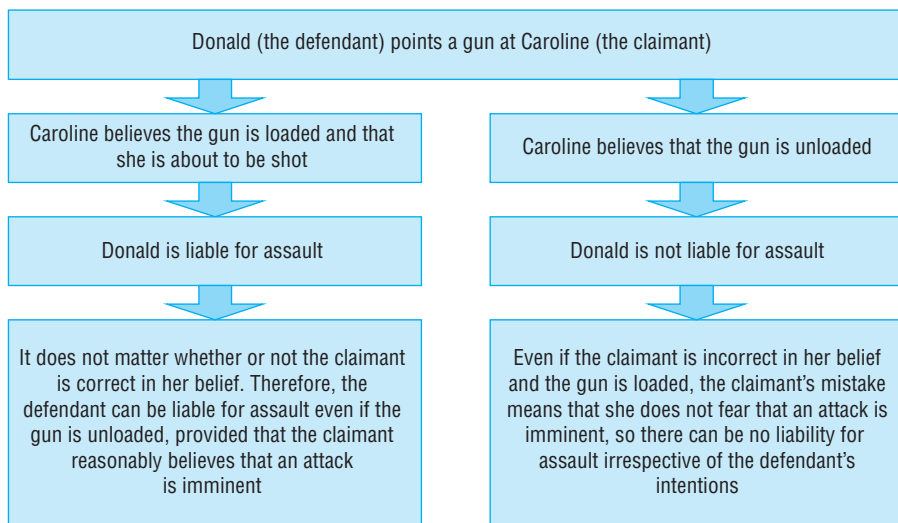 Donald (the defendant) points a gun at Caroline (the claimant)
Caroline believes the gun is loaded and that
she is about to be shot
Donald is liable for assault
It does not matter whether or not the claimant
is correct in her belief. Therefore, the
defendant can be liable for assault even if the
gun is unloaded, provided that the claimant
reasonably believes that an attack
is imminent
Caroline believes that the gun is unloaded
Donald is not liable for assault
Even if the claimant is incorrect in her belief
and the gun is loaded, the claimant’s mistake
means that she does not fear that an attack is
imminent, so there can be no liability for
assault irrespective of the defendant’s
intentions